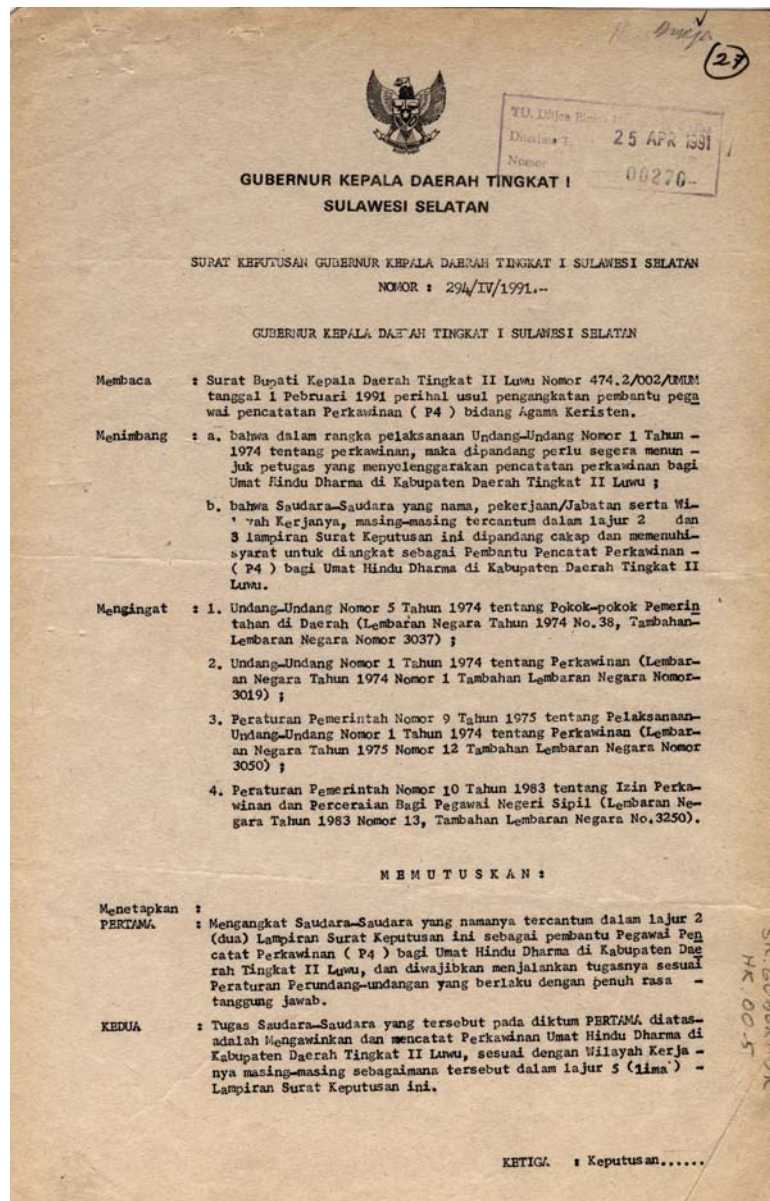 27
TU. Ditjen
Diterima T.
25 APR 1991
Nomor
00270-
GUBERNUR KEPALA DAERAH TINGKAT I
SULAWESI SELATAN
SURAT KEPUTUSAN GUBERNUR KEPALA DAERAH TINGKAT I SULAWESI SELATAN
NOMOR : 294/IV/1991.-
GUBERNUR KEPALA DAERAH TINGKAT I SULAWESI SELATAN
Membaca : Surat Bupati Kepala Daerah Tingkat II Luwu Nomor 474.2/002/UMUM
tanggal 1 Pebruari 1991 perihal usul pengangkatan pembantu pega
wai pencatatan Perkawinan ( P4 ) bidang Agama Keristen.
Menimbang : a. bahwa dalam rangka pelaksanaan Undang-Undang Nomor 1 Tahun -
1974 tentang perkawinan, maka dipandang perlu segera menun -
juk petugas yang menyelenggarakan pencatatan perkawinan bagi
Umat Hindu Dharma di Kabupaten Daerah Tingkat II Luwu ;
b. bahwa Saudara-Saudara yang nama, pekerjaan/Jabatan serta Wi-
yah Kerjanya, masing-masing tercantum dalam lajur 2 dan
3 lampiran Surat Keputusan ini dipandang cakap dan memenuhi-
syarat untuk diangkat sebagai Pembantu Pencatat Perkawinan -
( P4 ) bagi Umat Hindu Dharma di Kabupaten Daerah Tingkat II
Luwu.
Mengingat : 1. Undang-Undang Nomor 5 Tahun 1974 tentang Pokok-pokok Pemerin
tahan di Daerah (Lembaran Negara Tahun 1974 No.38, Tambahan-
Lembaran Negara Nomor 3037) ;
2. Undang-Undang Nomor 1 Tahun 1974 tentang Perkawinan (Lembar-
an Negara Tahun 1974 Nomor 1 Tambahan Lembaran Negara Nomor-
3019) ;
3. Peraturan Pemerintah Nomor 9 Tahun 1975 tentang Pelaksanaan-
Undang-Undang Nomor 1 Tahun 1974 tentang Perkawinan (Lembar-
an Negara Tahun 1975 Nomor 12 Tambahan Lembaran Negara Nomor
3050) ;
4. Peraturan Pemerintah Nomor 10 Tahun 1983 tentang Izin Perka-
winan dan Perceraian Bagi Pegawai Negeri Sipil (Lembaran Ne-
gara Tahun 1983 Nomor 13, Tambahan Lembaran Negara No.3250).
M E M U T U S K A N :
Menetapkan :
PERTAMA : Mengangkat Saudara-Saudara yang namanya tercantum dalam lajur 2
(dua) Lampiran Surat Keputusan ini sebagai pembantu Pegawai Pen
catat Perkawinan ( P4 ) bagi Umat Hindu Dharma di Kabupaten Dae
rah Tingkat II Luwu, dan diwajibkan menjalankan tugasnya sesuai
Peraturan Perundang-undangan yang berlaku dengan penuh rasa -
tanggung jawab.
KEDUA : Tugas Saudara-Saudara yang tersebut pada diktum PERTAMA diatas-
adalah Mengawinkan dan mencatat Perkawinan Umat Hindu Dharma di
Kabupaten Daerah Tingkat II Luwu, sesuai dengan Wilayah Kerja -
nya masing-masing sebagaimana tersebut dalam lajur 5 (lima) -
Lampiran Surat Keputusan ini.
KETIGA : Keputusan......
SK.GUBERNUR
HK 00.5